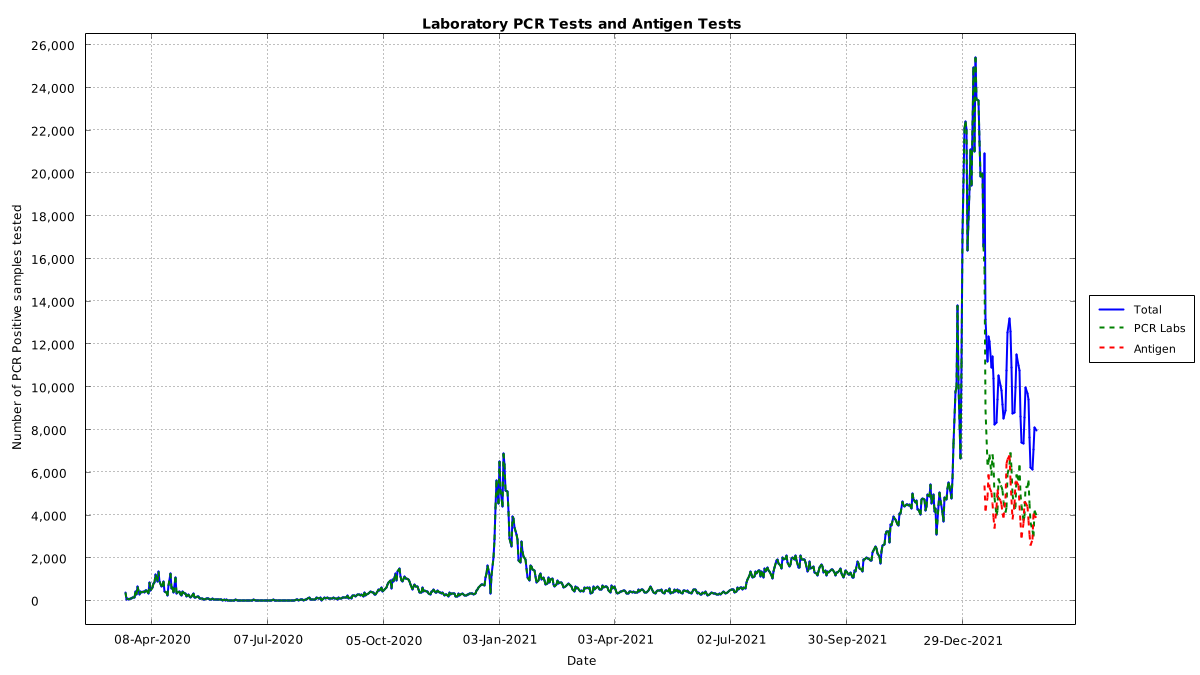 Laboratory PCR Tests and Antigen Tests
26,000
24,000
22,000
20,000
18,000
16,000
14,000
12,000
10,000
8,000
6,000
4,000
2,000
0
Number of PCR Positive samples tested
08-Apr-2020
07-Jul-2020
05-Oct-2020
03-Jan-2021
03-Apr-2021
02-Jul-2021
30-Sep-2021
29-Dec-2021
Date
Total
PCR Labs
Antigen